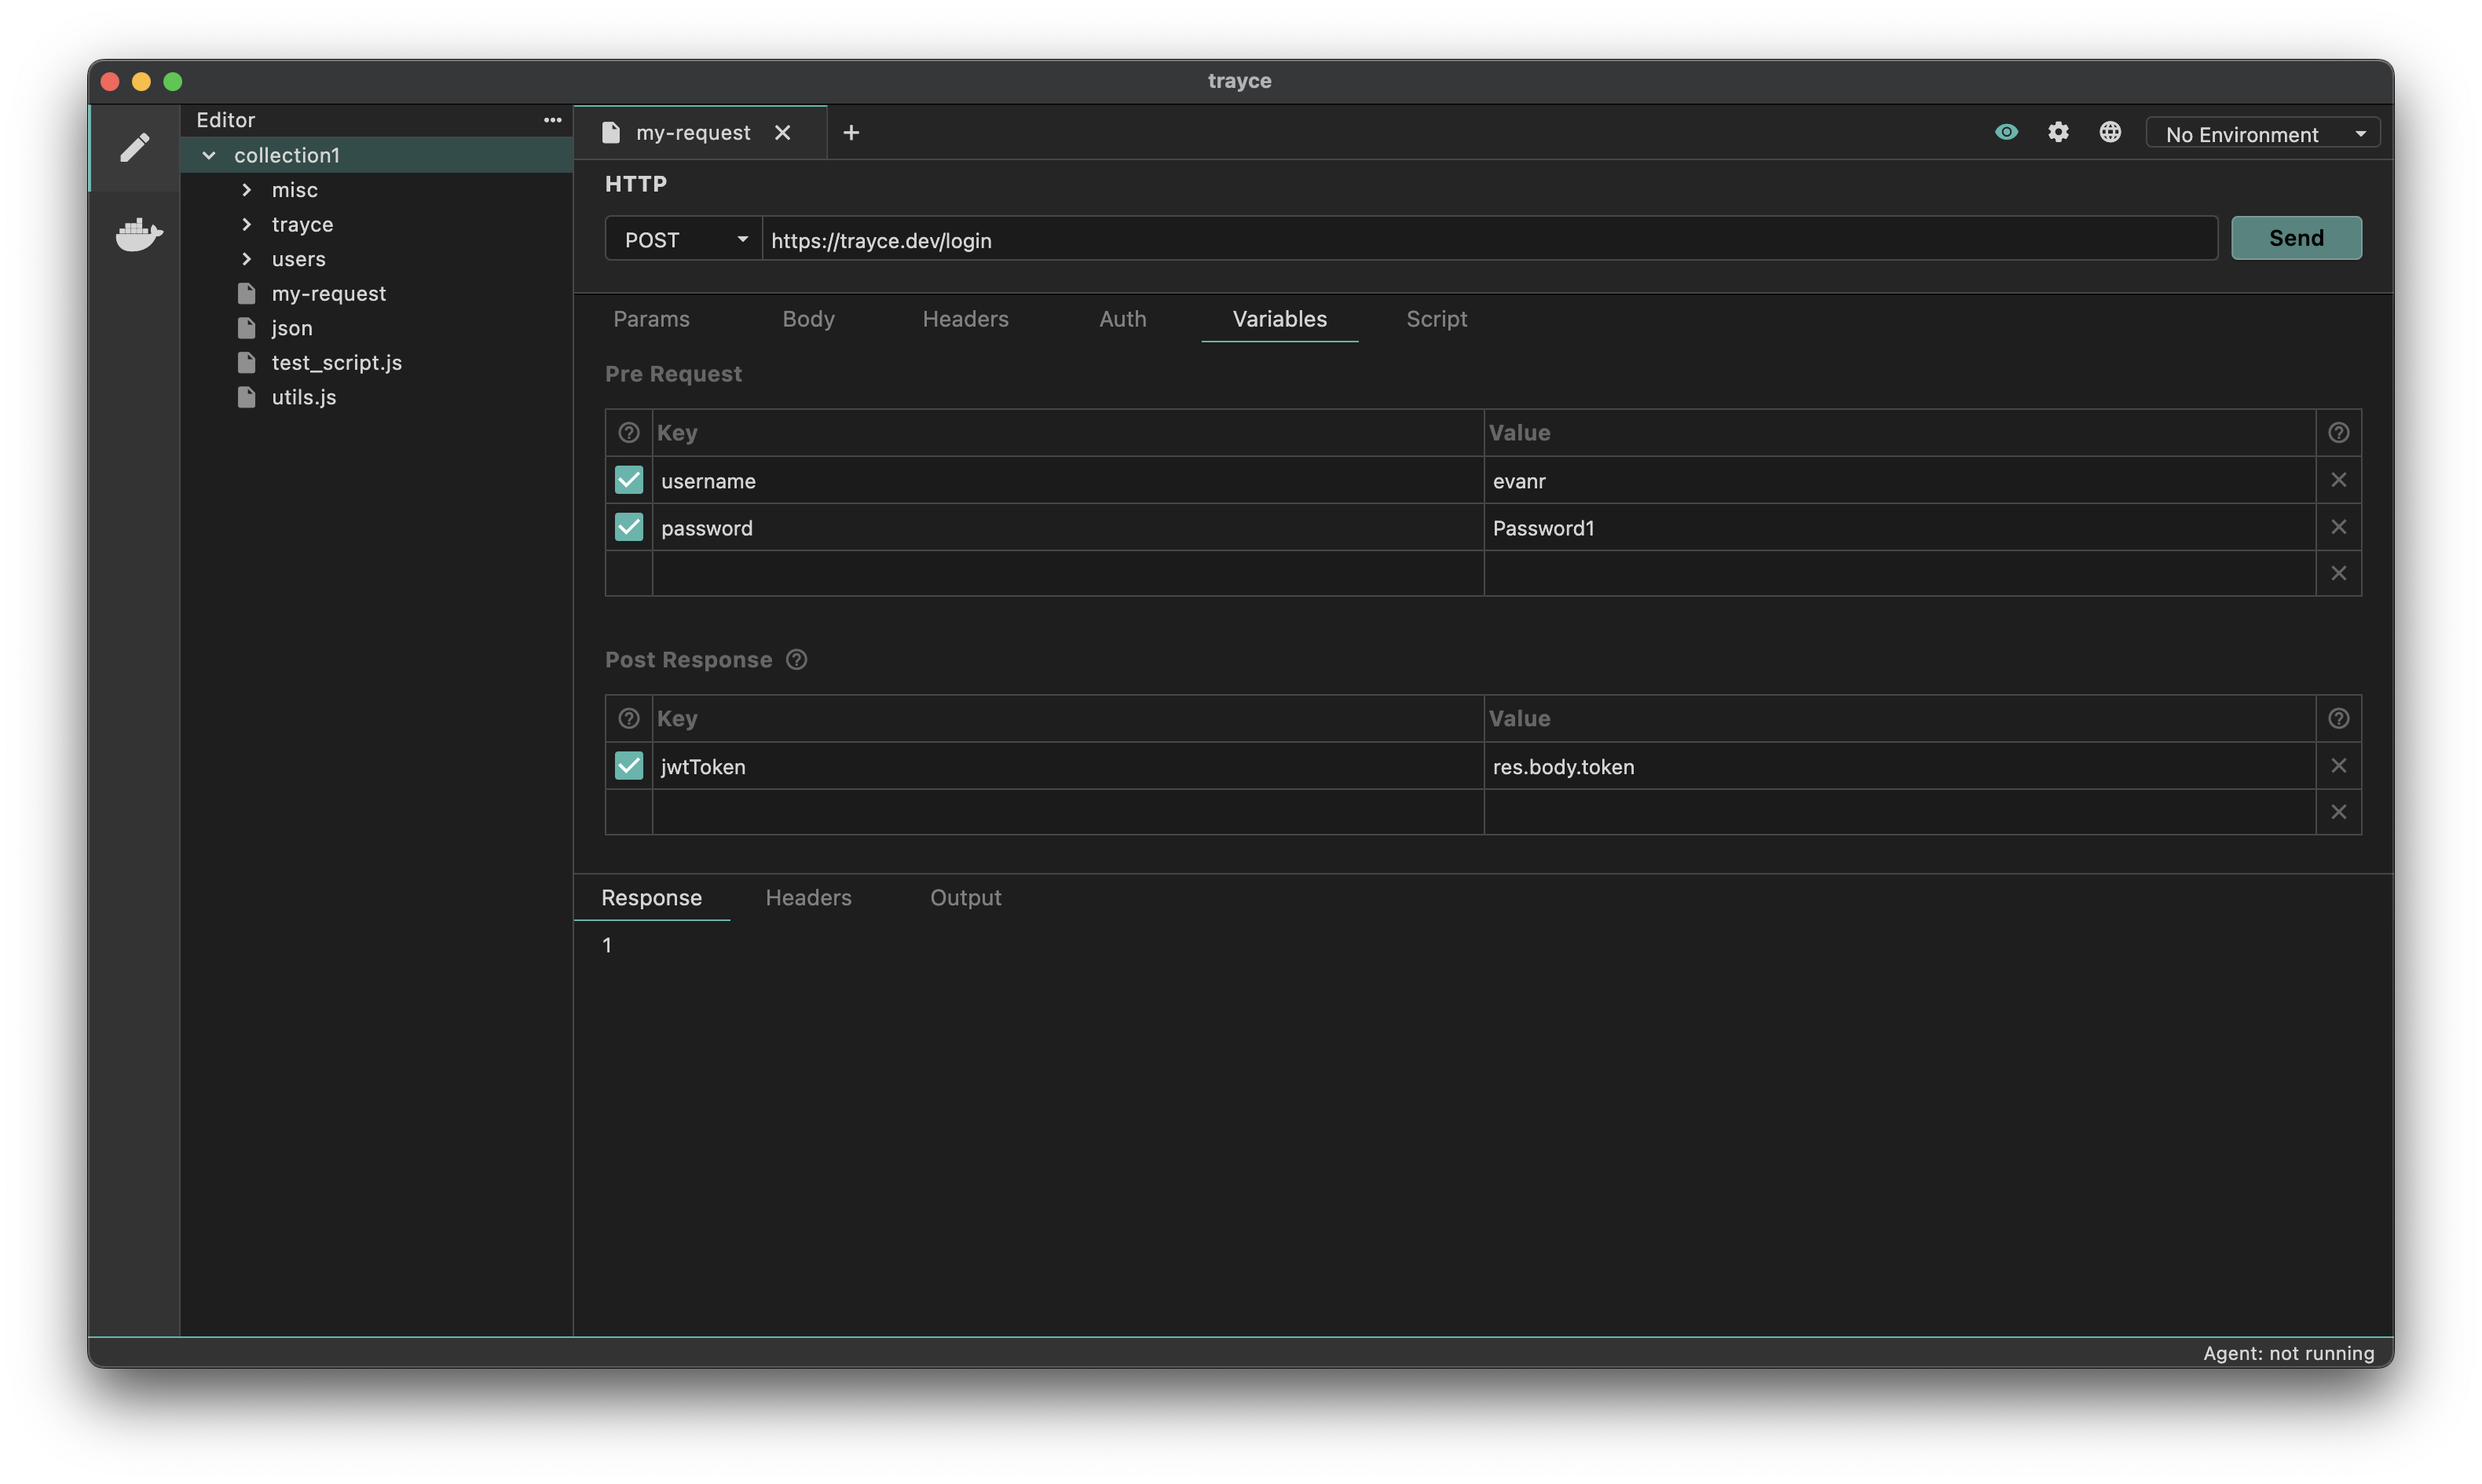 trayce
Editor
collection1
misc
trayce
users
my-request
json
test_script.js
utils.js
my-request
No Environment
HTTP
POST
https://trayce.dev/login
Send
Params Body Headers Auth Variables Script
Pre Request
Key Value
username evanr
password Password1
Post Response
Key Value
jwtToken res.body.token
Response Headers Output
1
Agent: not running